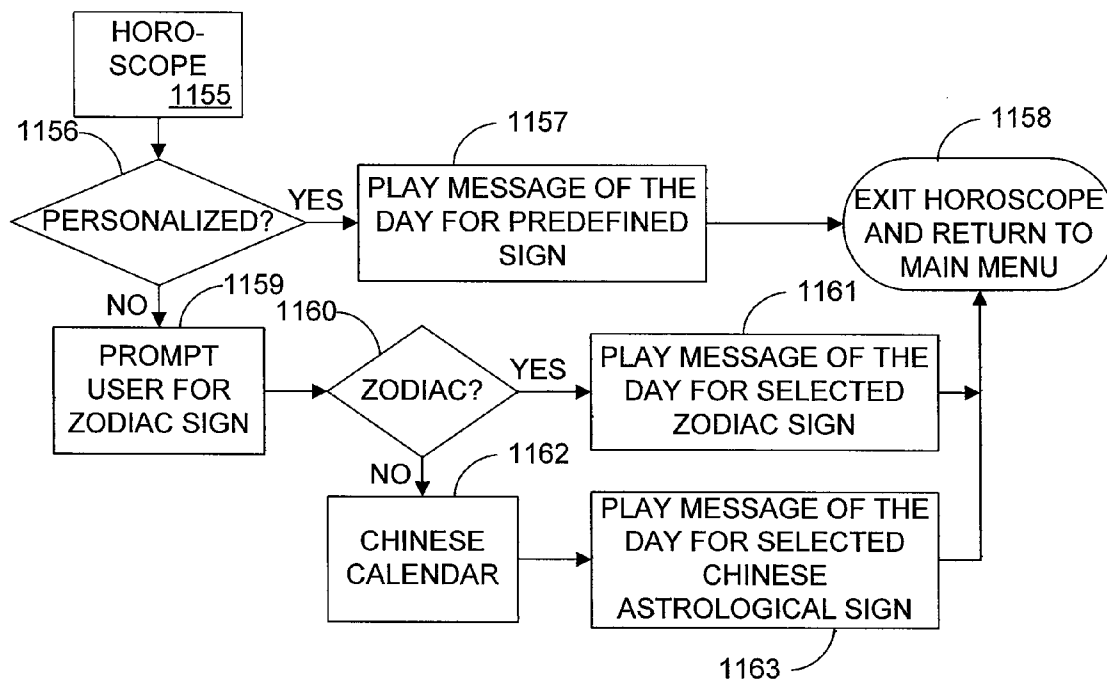 HORO-
SCOPE
1155
1156
PERSONALIZED?
YES
1157
PLAY MESSAGE OF THE
DAY FOR PREDEFINED
SIGN
1158
EXIT HOROSCOPE
AND RETURN TO
MAIN MENU
NO
1159
PROMPT
USER FOR
ZODIAC SIGN
1160
ZODIAC?
YES
1161
PLAY MESSAGE OF THE
DAY FOR SELECTED
ZODIAC SIGN
NO
1162
CHINESE
CALENDAR
PLAY MESSAGE OF THE
DAY FOR SELECTED
CHINESE
ASTROLOGICAL SIGN
1163